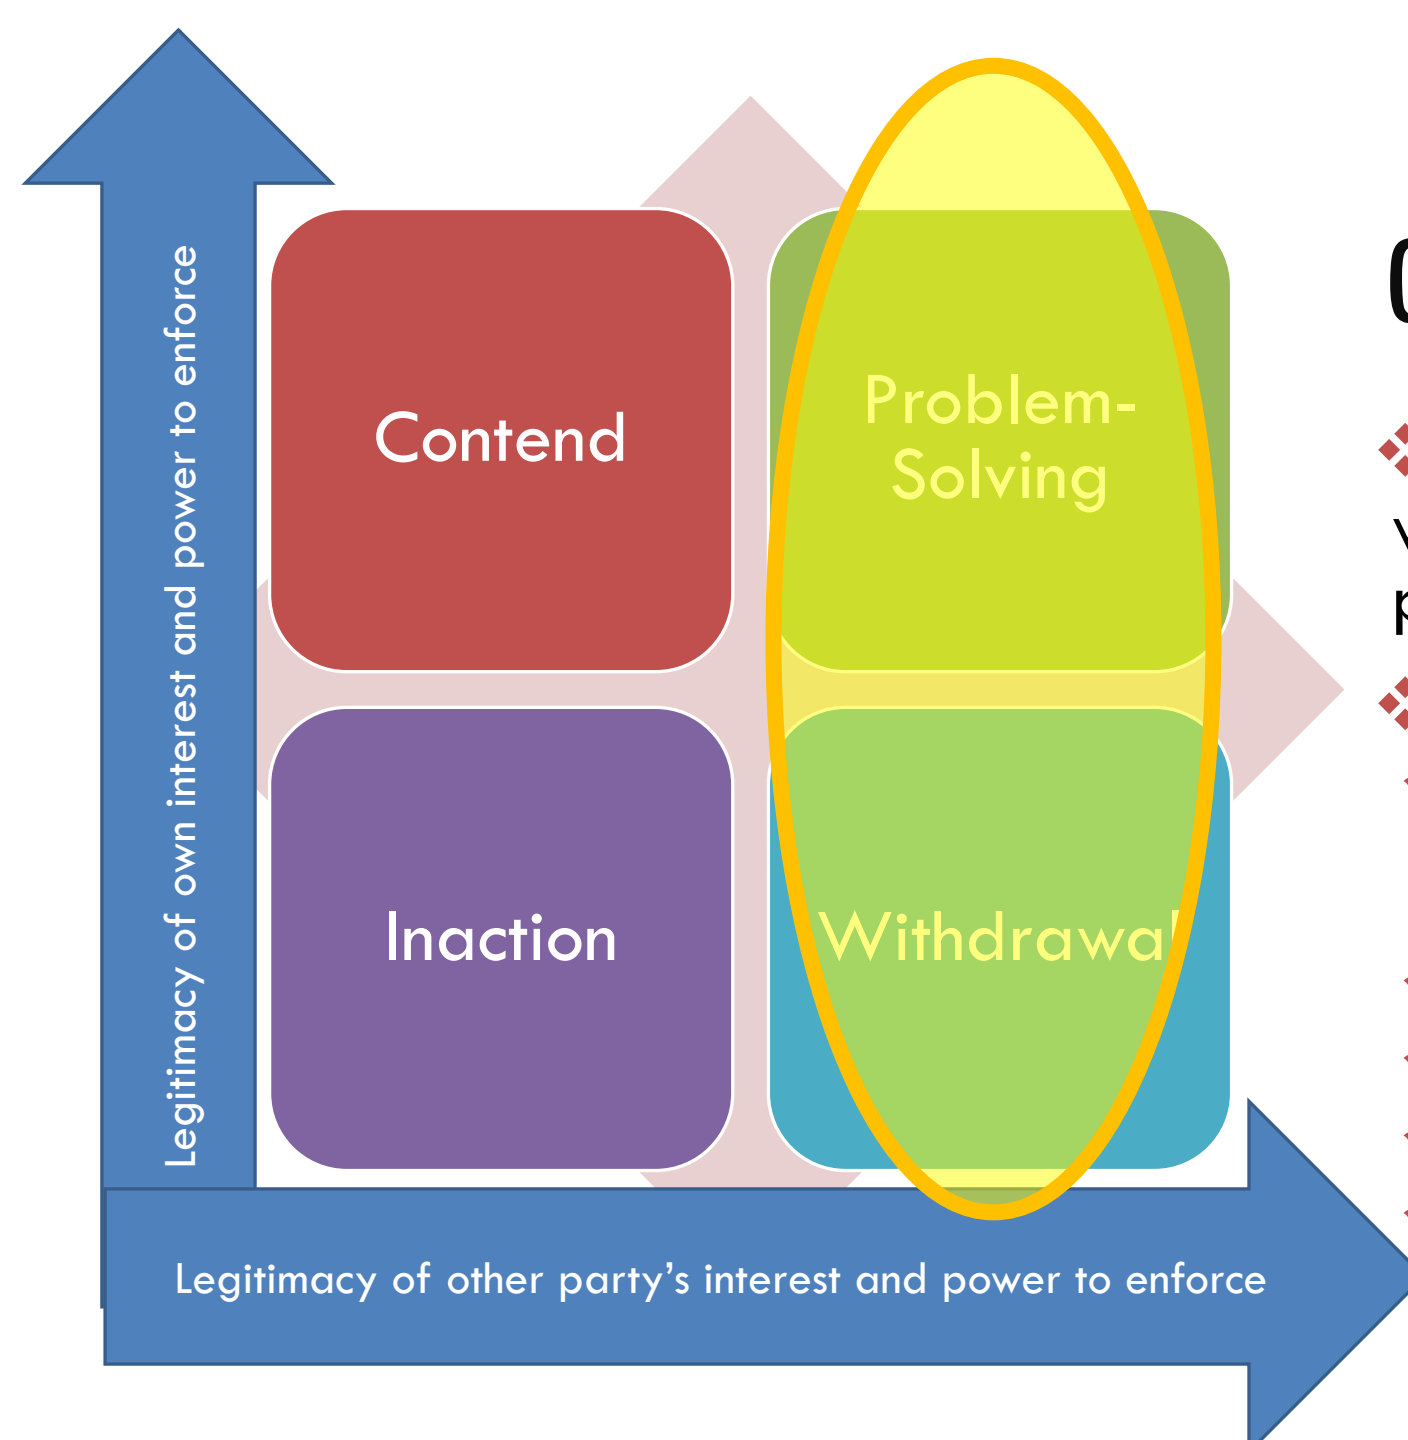 Legitimacy of own interest and power to enforce
Contend
Problem-
Solving
Inaction
Withdrawal
Legitimacy of other party’s interest and power to enforce